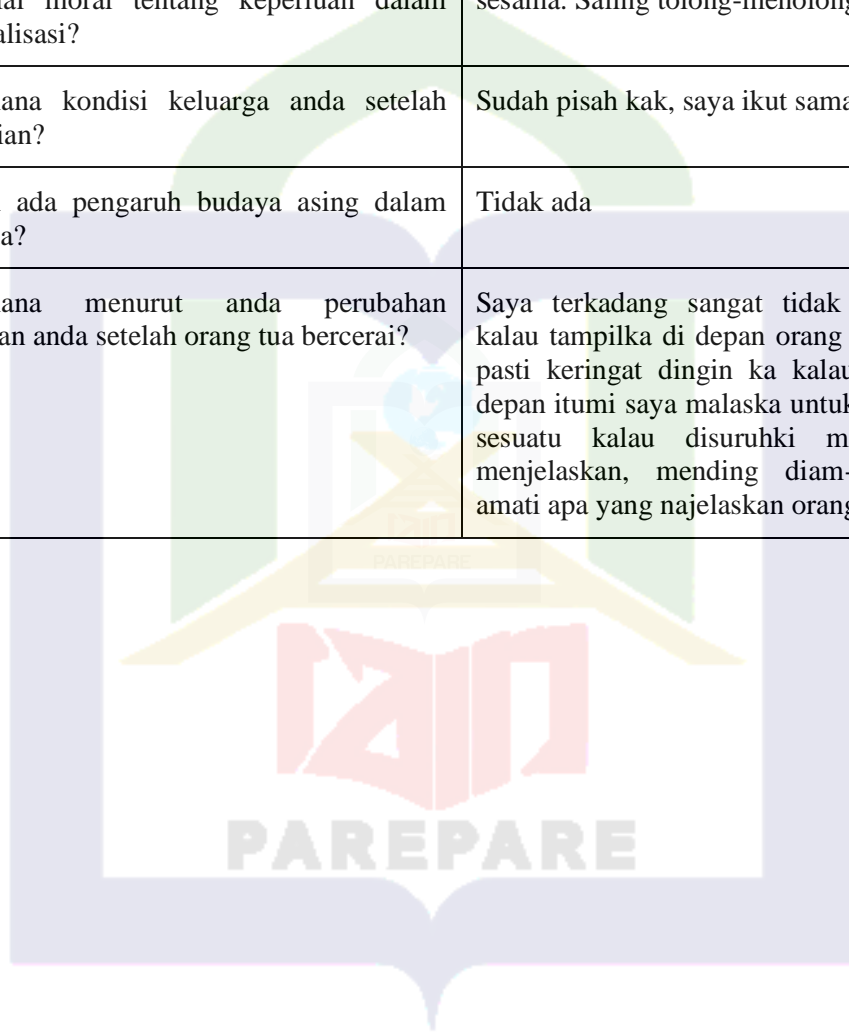 moral tentang keperluan dalam
alisasi?
sesama. Saling tolong-menolong
ana kondisi keluarga anda setelah
ian?
Sudah pisah kak, saya ikut sama
ada pengaruh budaya asing dalam
a?
Tidak ada
ana menurut anda perubahan
an anda setelah orang tua bercerai?
Saya terkadang sangat tidak
kalau tampilka di depan orang
pasti keringat dingin ka kalau
depan itumi saya malaska untuk
sesuatu kalau disuruhki m
menjelaskan, mending diam-
amati apa yang najelaskan orang
PAREPARE
IAIN
PAREPARE